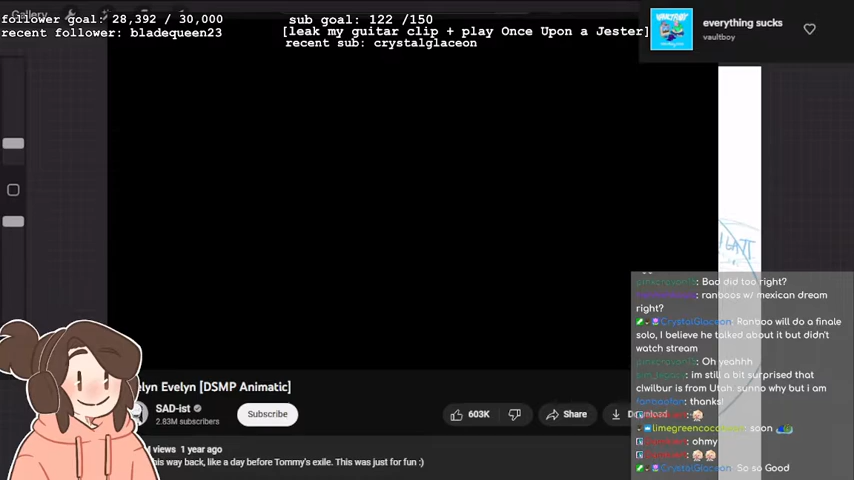 Gallery
follower goal: 28,392 / 30,000
recent follower: bladequeen23
sub goal: 122 /150
[leak my guitar clip + play Once Upon a Jester]
recent sub: crystalglaceon
everything sucks
vaultboy
lyn Evelyn [DSMP Animatic]
SAD-ist
2.83M subscribers
Subscribe
603K
Share
Download
M views 1 year ago
this way back, like a day before Tommy's exile. This was just for fun :)
: Bad did too right?
: ranboos w/ mexican dream
right?
CrystalGlaceon: Ranboo will do a finale
solo, I believe he talked about it but didn't
watch stream
: Oh yeahhh
: im still a bit surprised that
c!wilbur is from Utah. sunno why but i am
: thanks!
: soon
: ohmy
CrystalGlaceon: So so Good